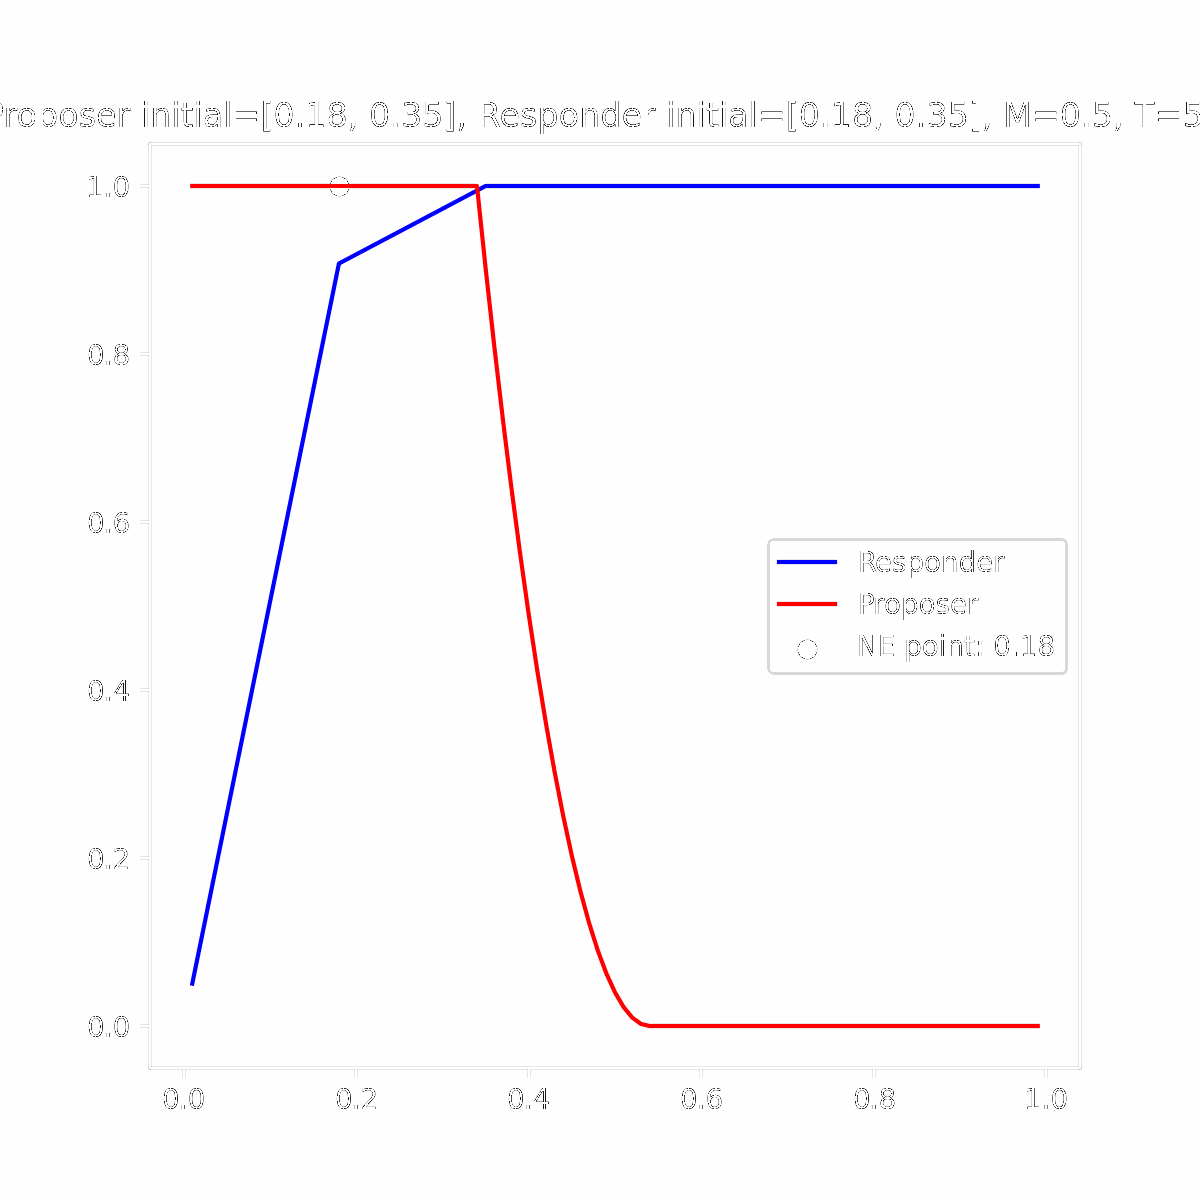 Proposer initial=[0.18, 0.35], Responder initial=[0.18, 0.35], M=0.5, T=5
1.0
0.8
0.6
0.4
0.2
0.0
Responder
Proposer
NE point: 0.18
0.0 0.2 0.4 0.6 0.8 1.0